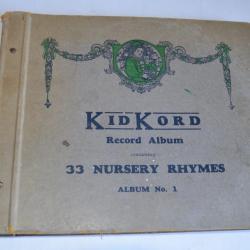 KIDKORD
Record Album
containing
33 NURSERY RHYMES
ALBUM No. 1